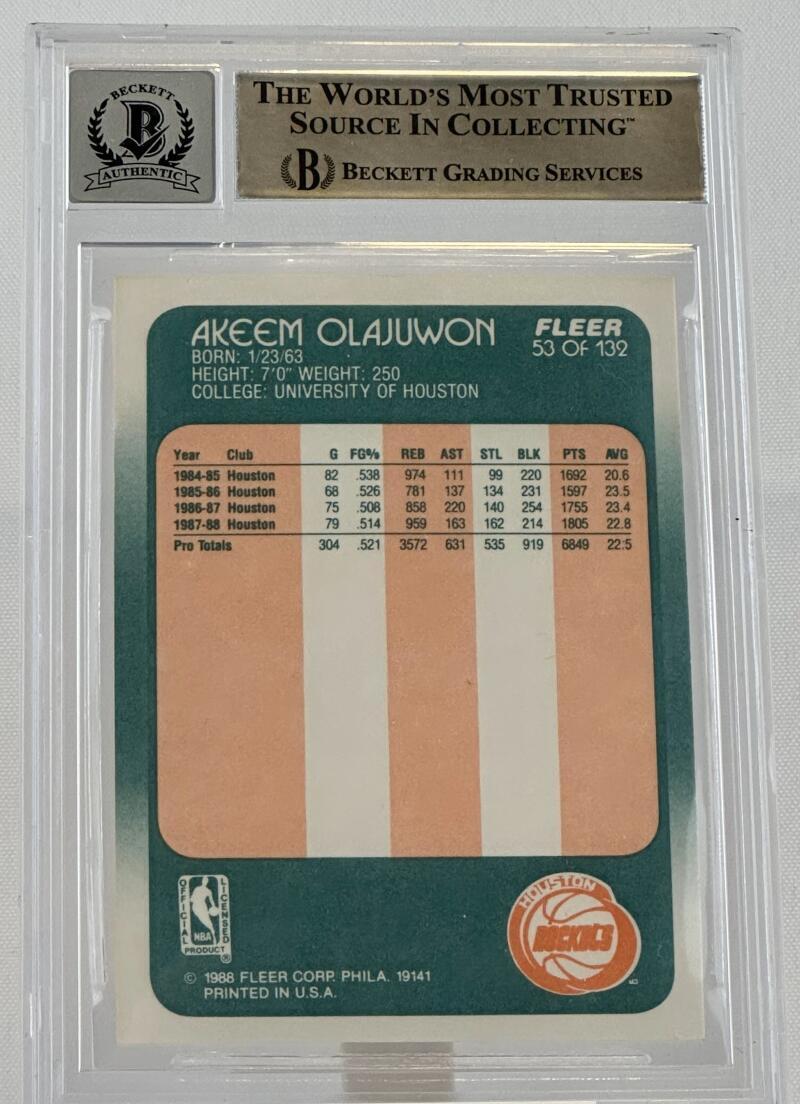 BECKETT
B
AUTHENTIC
THE WORLD'S MOST TRUSTED
SOURCE IN COLLECTING™
B BECKETT GRADING SERVICES
AKEEM OLAJUWON
FLEER
53 OF 132
BORN: 1/23/63
HEIGHT: 7'0" WEIGHT: 250
COLLEGE: UNIVERSITY OF HOUSTON
Year Club G FG% REB AST STL BLK PTS AVG
1984-85 Houston 82 .538 974 111 99 220 1692 20.6
1985-86 Houston 68 .526 781 137 134 231 1597 23.5
1986-87 Houston 75 .508 858 220 140 254 1755 23.4
1987-88 Houston 79 .514 959 163 162 214 1805 22.8
Pro Totals 304 .521 3572 631 535 919 6849 22.5
OFFICIAL LICENSED
NBA
PRODUCT ®
HOUSTON
ROCKETS
© 1988 FLEER CORP. PHILA. 19141
PRINTED IN U.S.A.